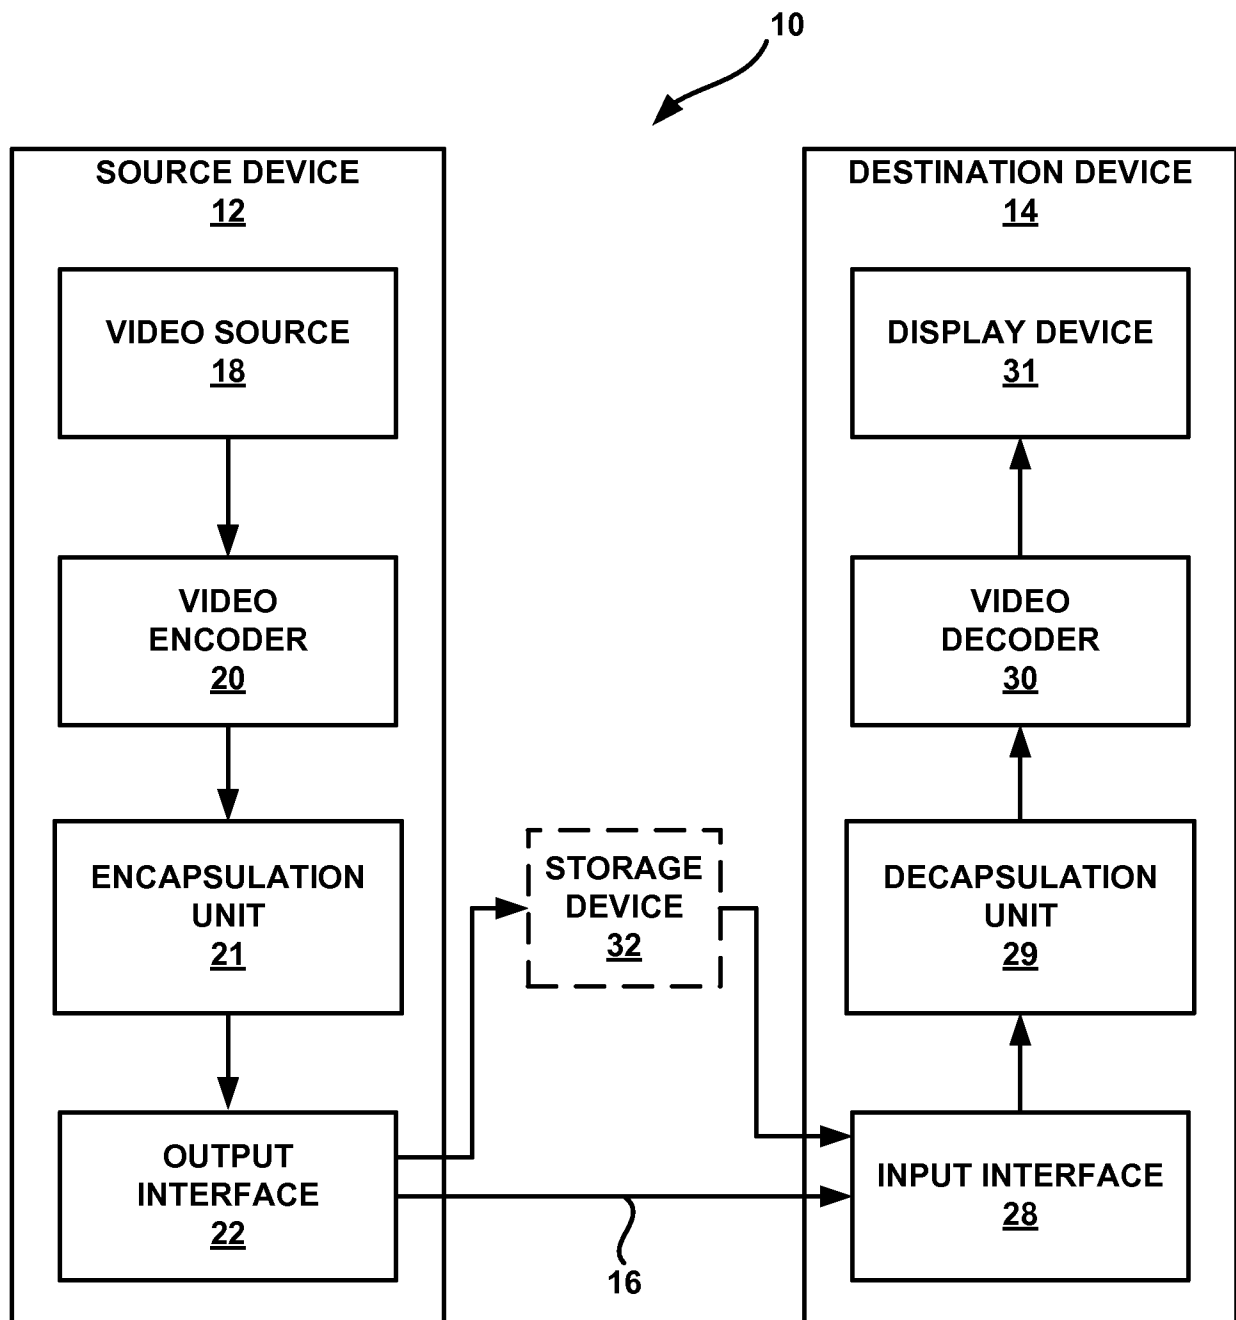 10
SOURCE DEVICE
12
VIDEO SOURCE
18
VIDEO
ENCODER
20
ENCAPSULATION
UNIT
21
OUTPUT
INTERFACE
22
STORAGE
DEVICE
32
16
DESTINATION DEVICE
14
DISPLAY DEVICE
31
VIDEO
DECODER
30
DECAPSULATION
UNIT
29
INPUT INTERFACE
28